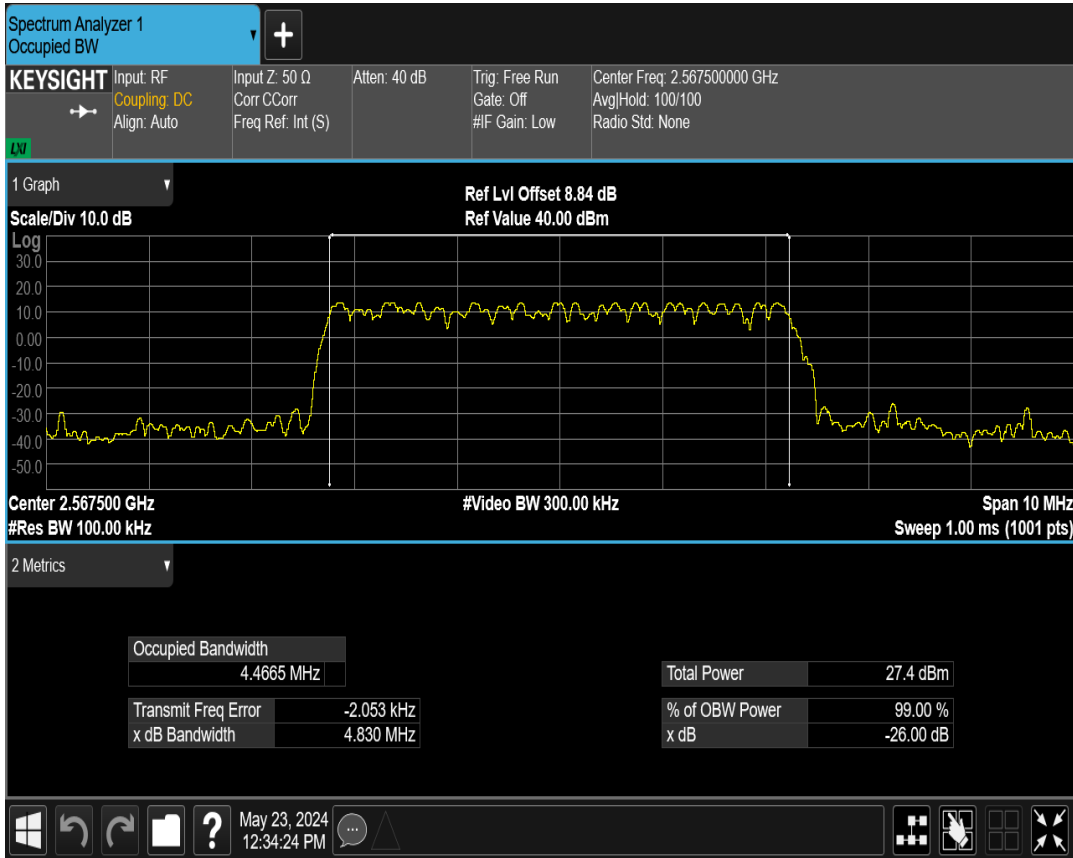 Spectrum Analyzer 1
Occupied BW
KEYSIGHT
LXI
Input: RF
Coupling: DC
Align: Auto
Input Z: 50 Ω
Corr CCorr
Freq Ref: Int (S)
Atten: 40 dB
Trig: Free Run
Gate: Off
#IF Gain: Low
Center Freq: 2.567500000 GHz
Avg|Hold: 100/100
Radio Std: None
1 Graph
Scale/Div 10.0 dB
Ref Lvl Offset 8.84 dB
Ref Value 40.00 dBm
Log
30.0
20.0
10.0
0.00
-10.0
-20.0
-30.0
-40.0
-50.0
Center 2.567500 GHz
#Video BW 300.00 kHz
Span 10 MHz
#Res BW 100.00 kHz
Sweep 1.00 ms (1001 pts)
2 Metrics
Occupied Bandwidth
4.4665 MHz
Total Power 27.4 dBm
Transmit Freq Error -2.053 kHz
% of OBW Power 99.00 %
x dB Bandwidth 4.830 MHz
x dB -26.00 dB
May 23, 2024
12:34:24 PM